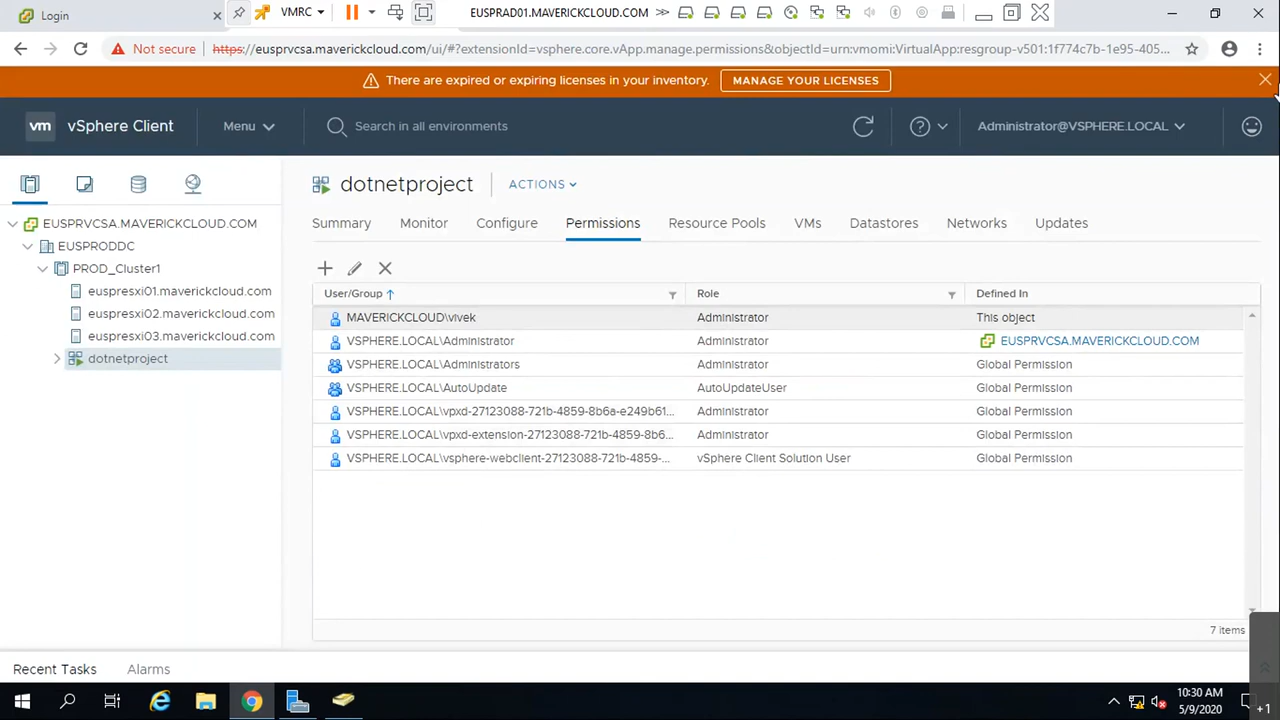 Login
VMRC
EUSPRAD01.MAVERICKCLOUD.COM
Not secure https://eusprvcsa.maverickcloud.com/ui/#?extensionId=vsphere.core.vApp.manage.permissions&objectId=urn:vmomi:VirtualApp:resgroup-v501:1f774c7b-1e95-405...
There are expired or expiring licenses in your inventory. MANAGE YOUR LICENSES
vm vSphere Client Menu Search in all environments Administrator@VSPHERE.LOCAL
dotnetproject ACTIONS
Summary Monitor Configure Permissions Resource Pools VMs Datastores Networks Updates
EUSPRVCSA.MAVERICKCLOUD.COM
EUSPRODDC
PROD_Cluster1
euspresxi01.maverickcloud.com
euspresxi02.maverickcloud.com
euspresxi03.maverickcloud.com
dotnetproject
User/Group Role Defined In
MAVERICKCLOUD\vivek Administrator This object
VSPHERE.LOCAL\Administrator Administrator EUSPRVCSA.MAVERICKCLOUD.COM
VSPHERE.LOCAL\Administrators Administrator Global Permission
VSPHERE.LOCAL\AutoUpdate AutoUpdateUser Global Permission
VSPHERE.LOCAL\vpxd-27123088-721b-4859-8b6a-e249b61... Administrator Global Permission
VSPHERE.LOCAL\vpxd-extension-27123088-721b-4859-8b6... Administrator Global Permission
VSPHERE.LOCAL\vsphere-webclient-27123088-721b-4859-... vSphere Client Solution User Global Permission
7 items
Recent Tasks Alarms
10:30 AM
5/9/2020
+1